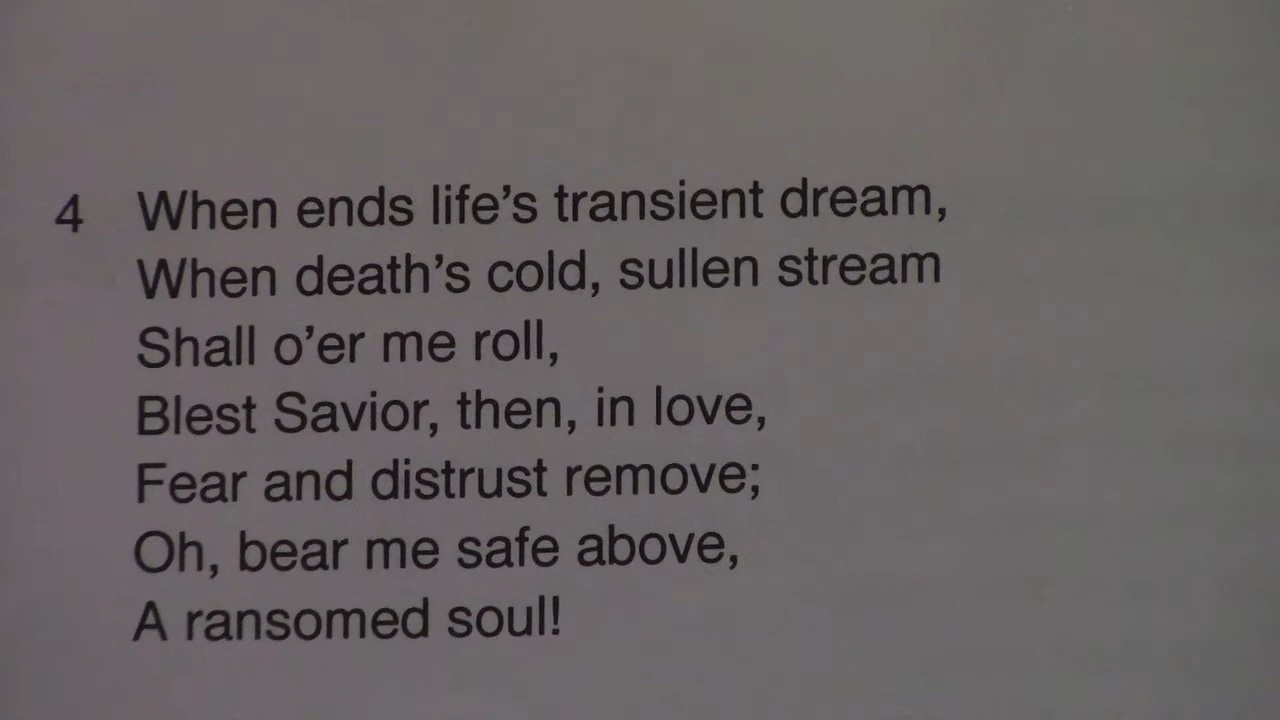 4 When ends life’s transient dream,
When death’s cold, sullen stream
Shall o’er me roll,
Blest Savior, then, in love,
Fear and distrust remove;
Oh, bear me safe above,
A ransomed soul!